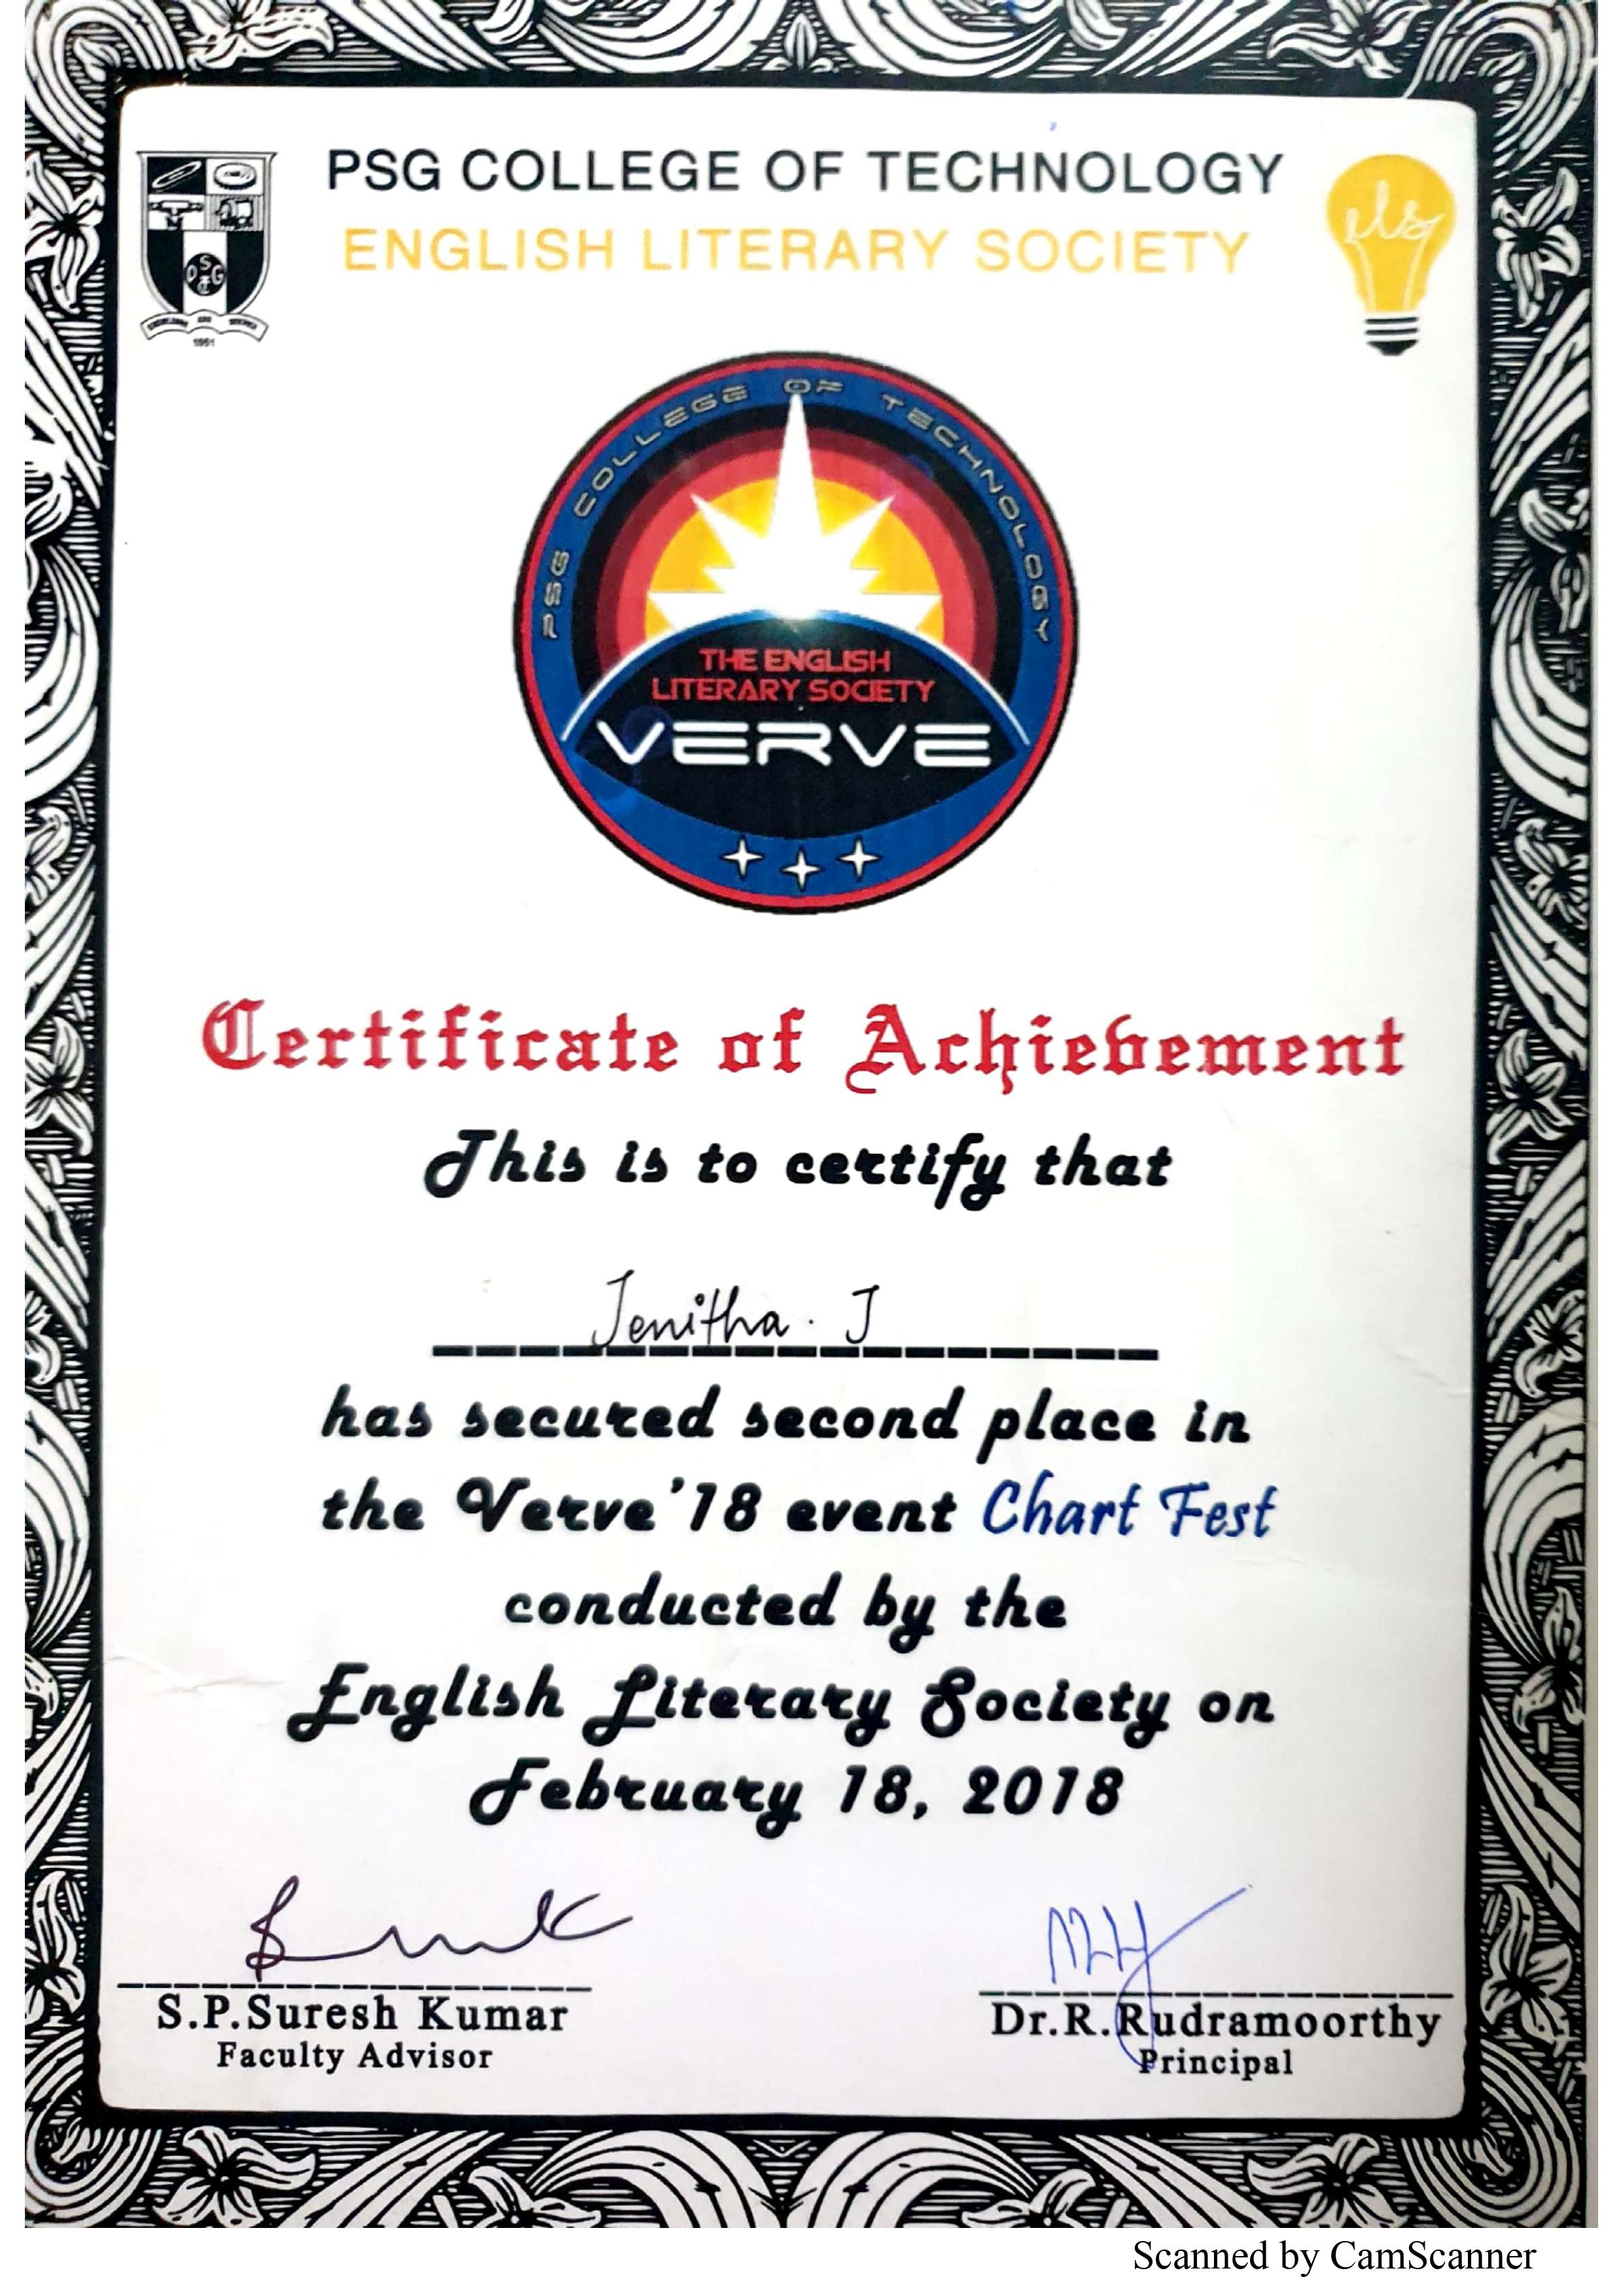 PSG COLLEGE OF TECHNOLOGY
ENGLISH LITERARY SOCIETY
els
PSG
1951
PSG COLLEGE OF TECHNOLOGY
THE ENGLISH
LITERARY SOCIETY
VERVE
Certificate of Achievement
This is to certify that
Jenitha. J
has secured second place in
the Verve'18 event Chart Fest
conducted by the
English Literary Society on
February 18, 2018
S.P.Suresh Kumar
Faculty Advisor
Dr.R.Rudramoorthy
Principal
Scanned by CamScanner